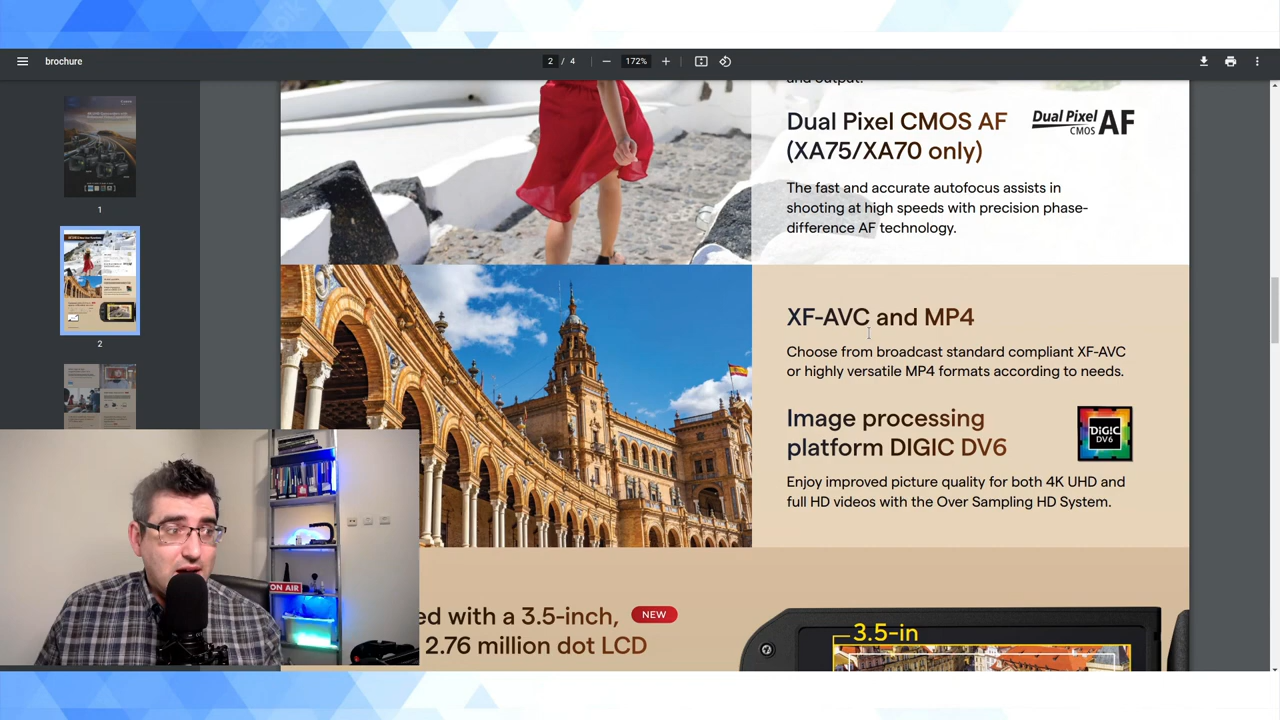 brochure
2 / 4
172%
and output.
Dual Pixel CMOS AF
(XA75/XA70 only)
Dual Pixel
CMOS AF
The fast and accurate autofocus assists in
shooting at high speeds with precision phase-
difference AF technology.
XF-AVC and MP4
Choose from broadcast standard compliant XF-AVC
or highly versatile MP4 formats according to needs.
Image processing
platform DIGIC DV6
DIGIC
DV6
Enjoy improved picture quality for both 4K UHD and
full HD videos with the Over Sampling HD System.
1
2
ON AIR
ed with a 3.5-inch,
NEW
2.76 million dot LCD
3.5-in